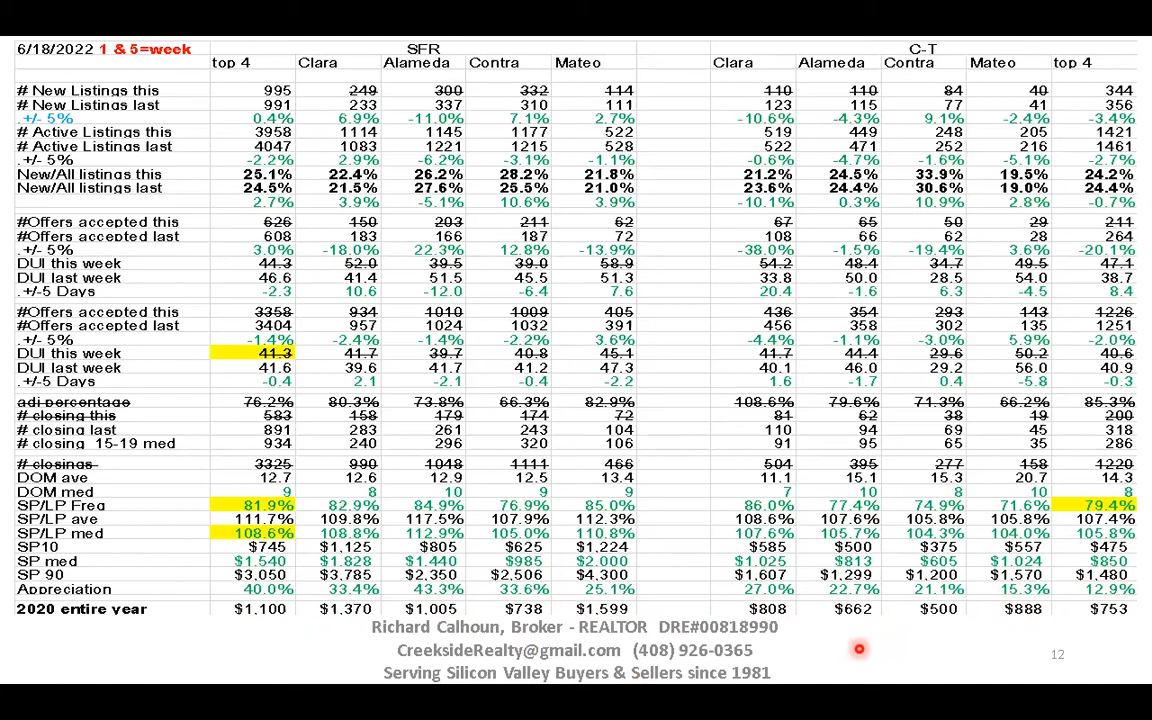 6/18/2022 1 & 5=week SFR C-T
top 4 Clara Alameda Contra Mateo Clara Alameda Contra Mateo top 4
# New Listings this 995 249 300 332 114 110 110 84 40 344
# New Listings last 991 233 337 310 111 123 115 77 41 356
.+/- 5% 0.4% 6.9% -11.0% 7.1% 2.7% -10.6% -4.3% 9.1% -2.4% -3.4%
# Active Listings this 3958 1114 1145 1177 522 519 449 248 205 1421
# Active Listings last 4047 1083 1221 1215 528 522 471 252 216 1461
.+/- 5% -2.2% 2.9% -6.2% -3.1% -1.1% -0.6% -4.7% -1.6% -5.1% -2.7%
New/All listings this 25.1% 22.4% 26.2% 28.2% 21.8% 21.2% 24.5% 33.9% 19.5% 24.2%
New/All listings last 24.5% 21.5% 27.6% 25.5% 21.0% 23.6% 24.4% 30.6% 19.0% 24.4%
2.7% 3.9% -5.1% 10.6% 3.9% -10.1% 0.3% 10.9% 2.8% -0.7%
#Offers accepted this 626 150 203 211 62 67 65 50 29 211
#Offers accepted last 608 183 166 187 72 108 66 62 28 264
.+/- 5% 3.0% -18.0% 22.3% 12.8% -13.9% -38.0% -1.5% -19.4% 3.6% -20.1%
DUI this week 44.3 52.0 39.5 39.0 58.9 54.2 48.4 34.7 49.5 47.1
DUI last week 46.6 41.4 51.5 45.5 51.3 33.8 50.0 28.5 54.0 38.7
.+/-5 Days -2.3 10.6 -12.0 -6.4 7.6 20.4 -1.6 6.3 -4.5 8.4
#Offers accepted this 3358 934 1010 1009 405 436 354 293 143 1226
#Offers accepted last 3404 957 1024 1032 391 456 358 302 135 1251
.+/- 5% -1.4% -2.4% -1.4% -2.2% 3.6% -4.4% -1.1% -3.0% 5.9% -2.0%
DUI this week 41.3 41.7 39.7 40.8 45.1 41.7 44.4 29.6 50.2 40.6
DUI last week 41.6 39.6 41.7 41.2 47.3 40.1 46.0 29.2 56.0 40.9
.+/-5 Days -0.4 2.1 -2.1 -0.4 -2.2 1.6 -1.7 0.4 -5.8 -0.3
adj percentage 76.2% 80.3% 73.8% 66.3% 82.9% 108.6% 79.6% 71.3% 66.2% 85.3%
# closing this 583 158 179 174 72 81 62 38 19 200
# closing last 891 283 261 243 104 110 94 69 45 318
# closing 15-19 med 934 240 296 320 106 91 95 65 35 286
# closings 3325 990 1048 1111 466 504 395 277 158 1220
DOM ave 12.7 12.6 12.9 12.5 13.4 11.1 15.1 15.3 20.7 14.3
DOM med 9 8 10 9 9 7 10 8 10 8
SP/LP Freq 81.9% 82.9% 84.9% 76.9% 85.0% 86.0% 77.4% 74.9% 71.6% 79.4%
SP/LP ave 111.7% 109.8% 117.5% 107.9% 112.3% 108.6% 107.6% 105.8% 105.8% 107.4%
SP/LP med 108.6% 108.8% 112.9% 105.0% 110.8% 107.6% 105.7% 104.3% 104.0% 105.8%
SP10 $745 $1,125 $805 $625 $1,224 $585 $500 $375 $557 $475
SP med $1,540 $1,828 $1,440 $985 $2,000 $1,025 $813 $605 $1,024 $850
SP 90 $3,050 $3,785 $2,350 $2,506 $4,300 $1,607 $1,299 $1,200 $1,570 $1,480
Appreciation 40.0% 33.4% 43.3% 33.6% 25.1% 27.0% 22.7% 21.1% 15.3% 12.9%
2020 entire year $1,100 $1,370 $1,005 $738 $1,599 $808 $662 $500 $888 $753
Richard Calhoun, Broker - REALTOR DRE#00818990
CreeksideRealty@gmail.com (408) 926-0365
12
Serving Silicon Valley Buyers & Sellers since 1981